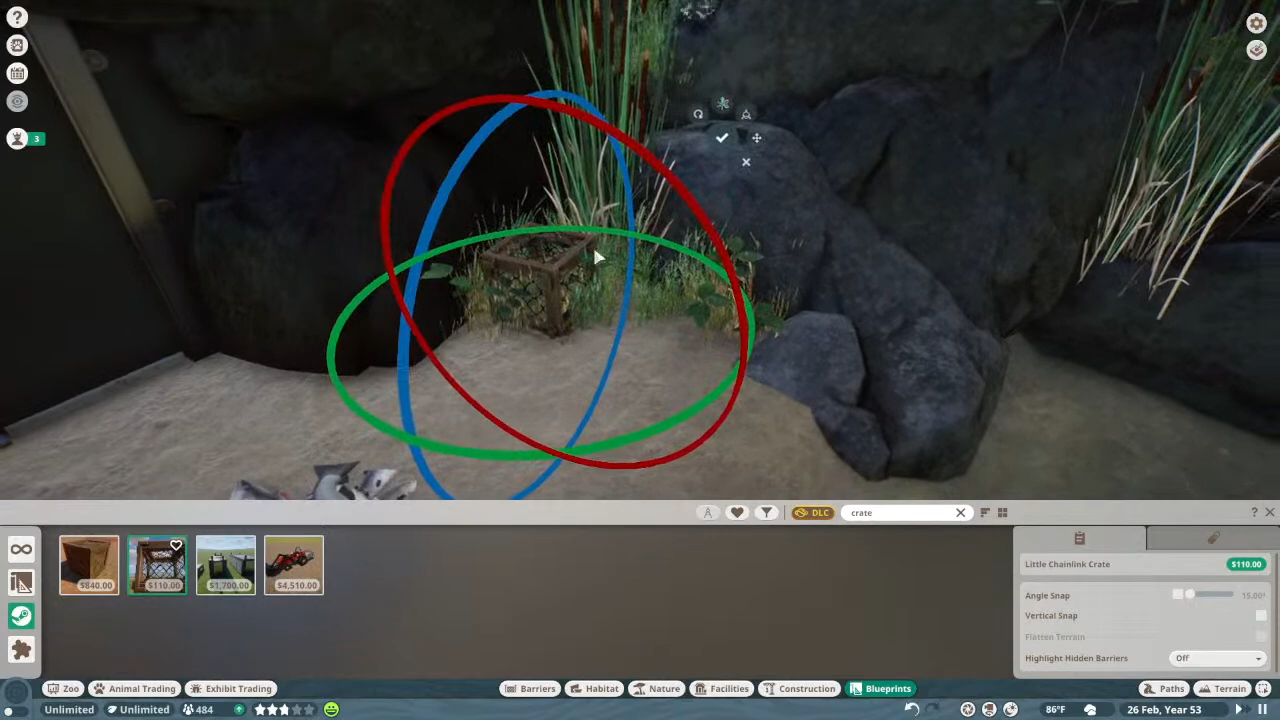 ?
3
DLC
crate
?
$840.00
$110.00
$1,700.00
$4,510.00
Little Chainlink Crate
$110.00
Angle Snap
15.00°
Vertical Snap
Flatten Terrain
Highlight Hidden Barriers
Off
Zoo
Animal Trading
Exhibit Trading
Barriers
Habitat
Nature
Facilities
Construction
Blueprints
Paths
Terrain
Unlimited
Unlimited
484
86°F
26 Feb, Year 53